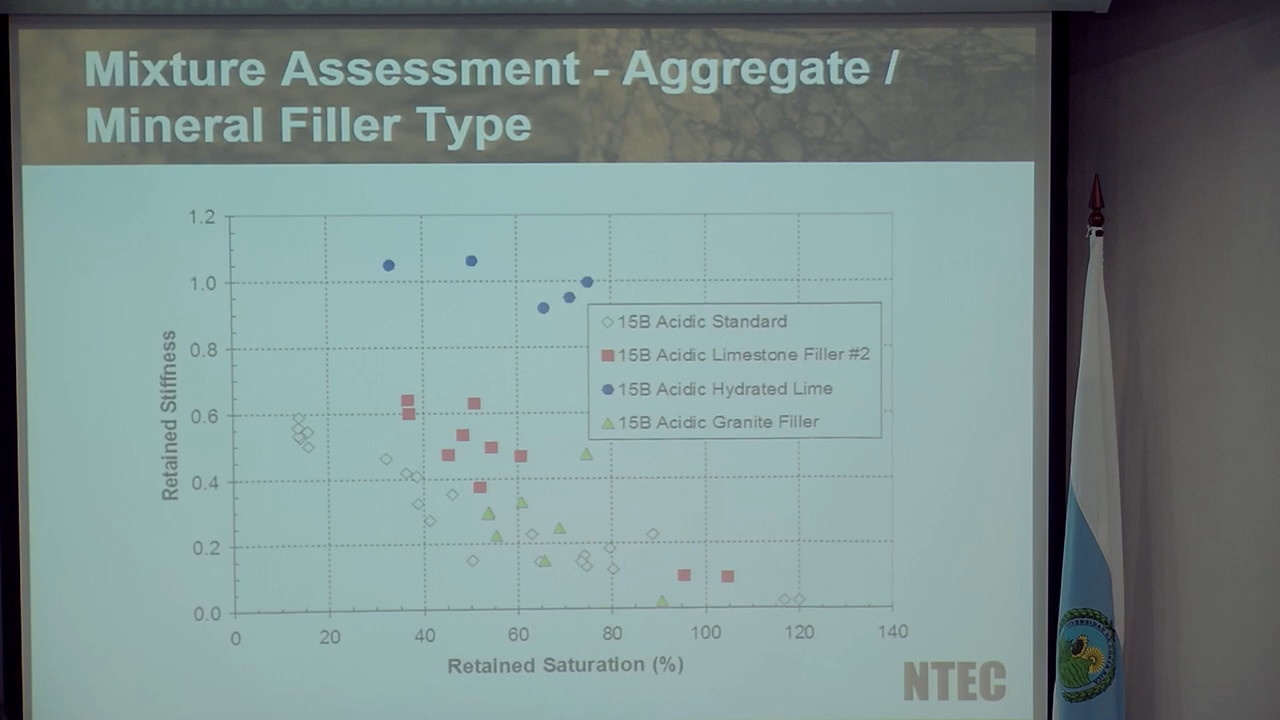 Mixture Assessment - Aggregate /
Mineral Filler Type
1.2
1.0
0.8
0.6
0.4
0.2
0.0
Retained Stiffness
15B Acidic Standard
15B Acidic Limestone Filler #2
15B Acidic Hydrated Lime
15B Acidic Granite Filler
0 20 40 60 80 100 120 140
Retained Saturation (%)
NTEC